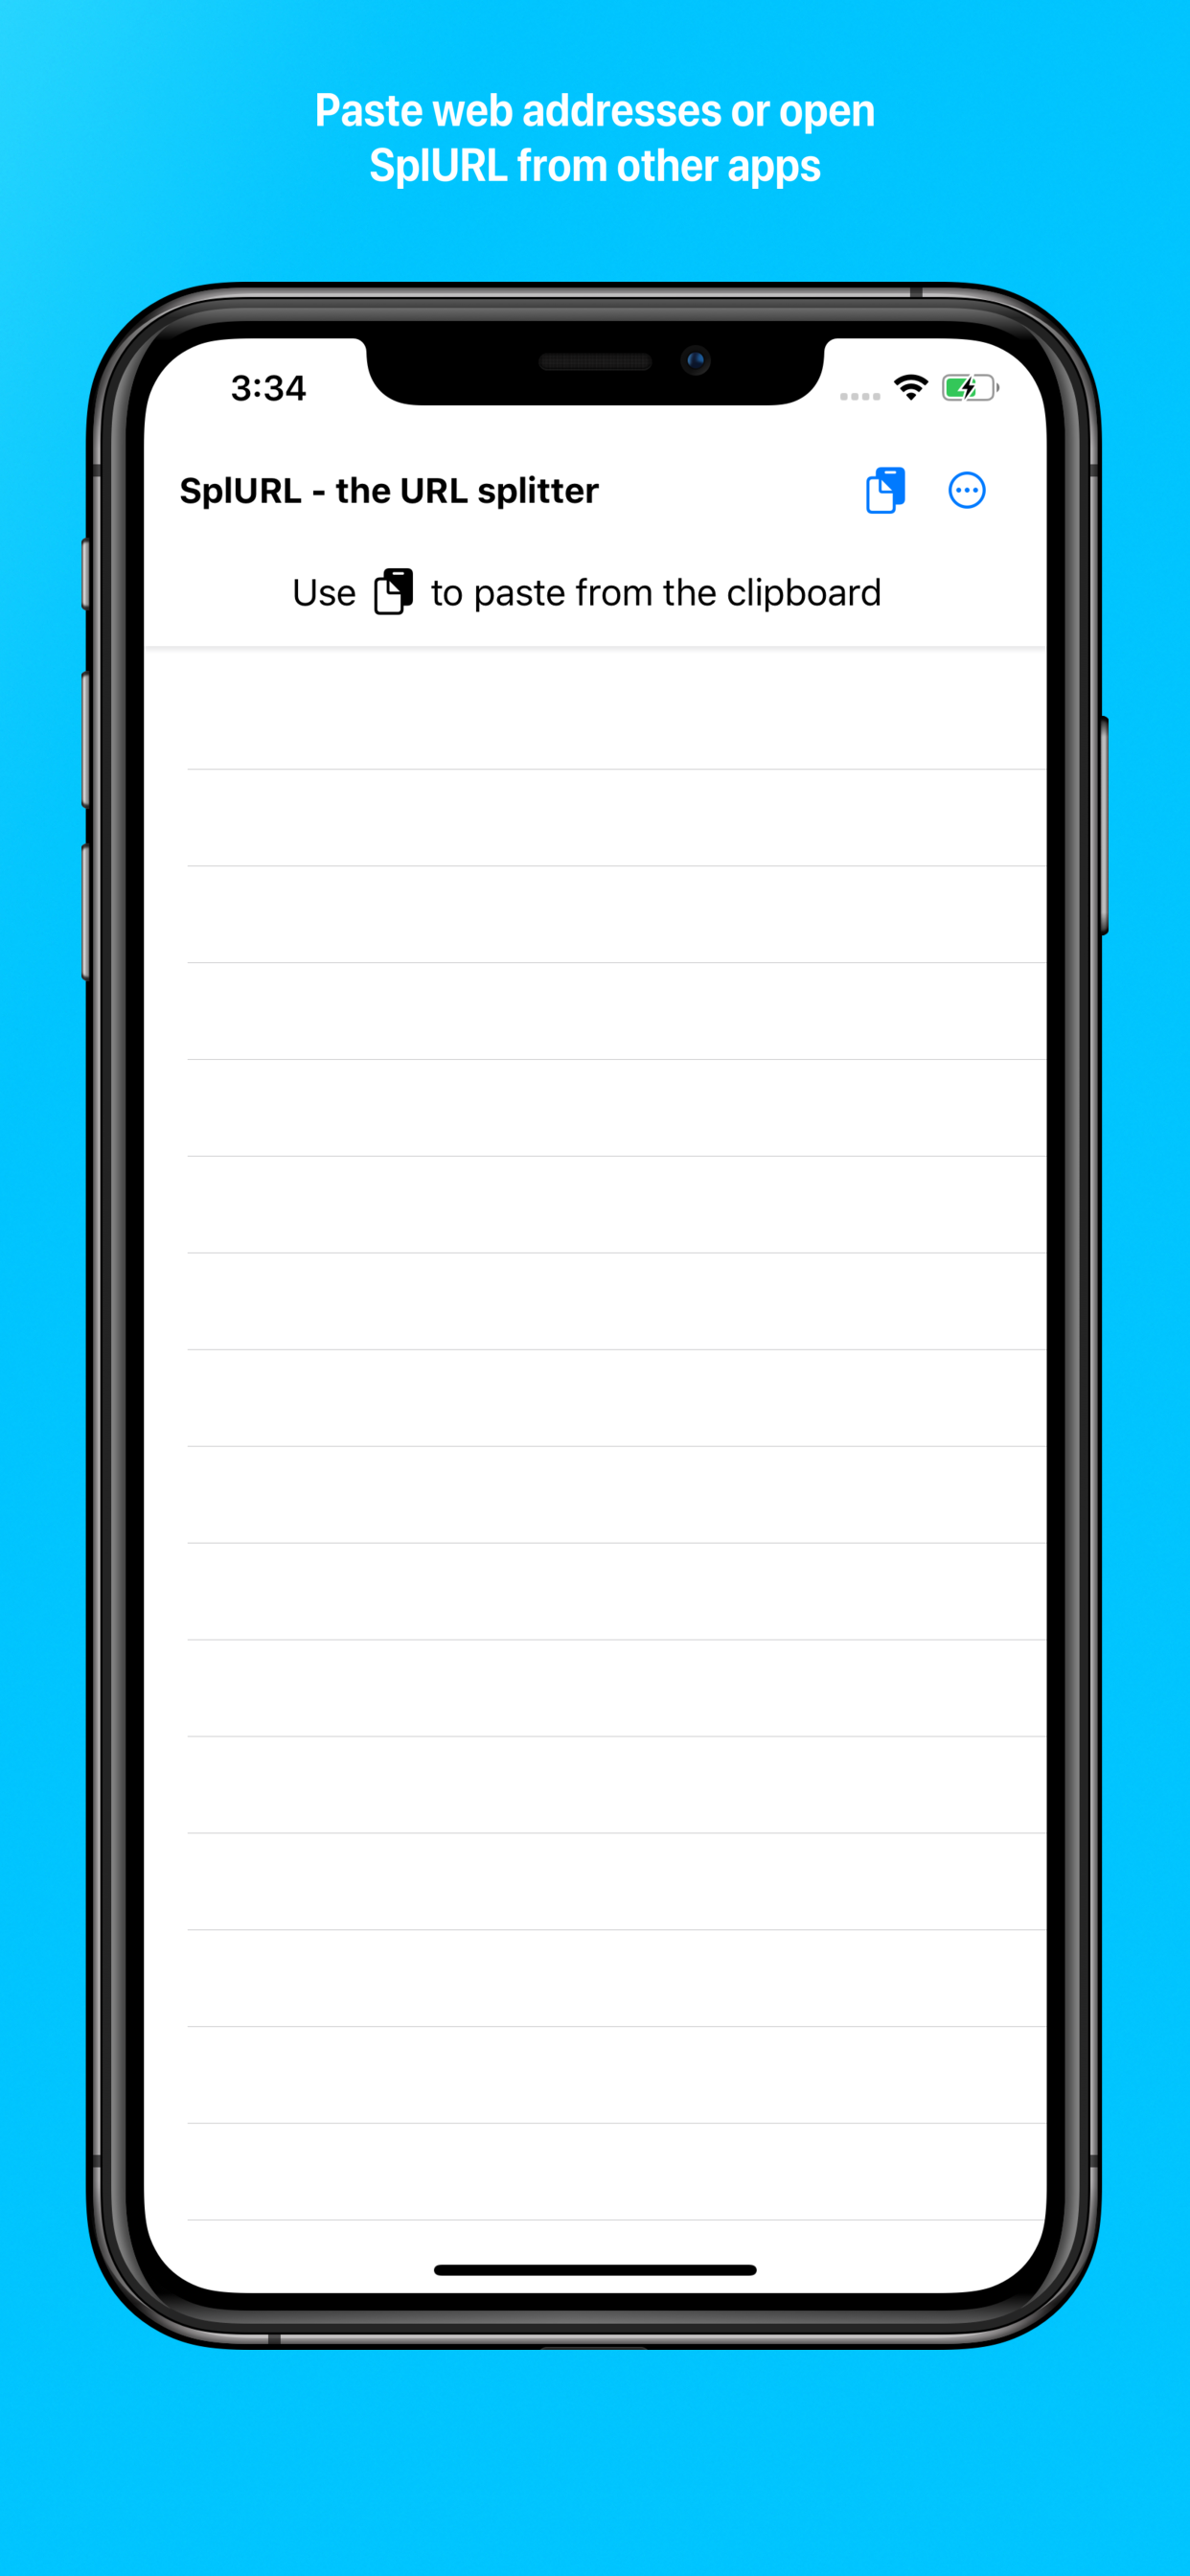 Paste web addresses or open
SplURL from other apps
3:34
SplURL - the URL splitter
Use to paste from the clipboard